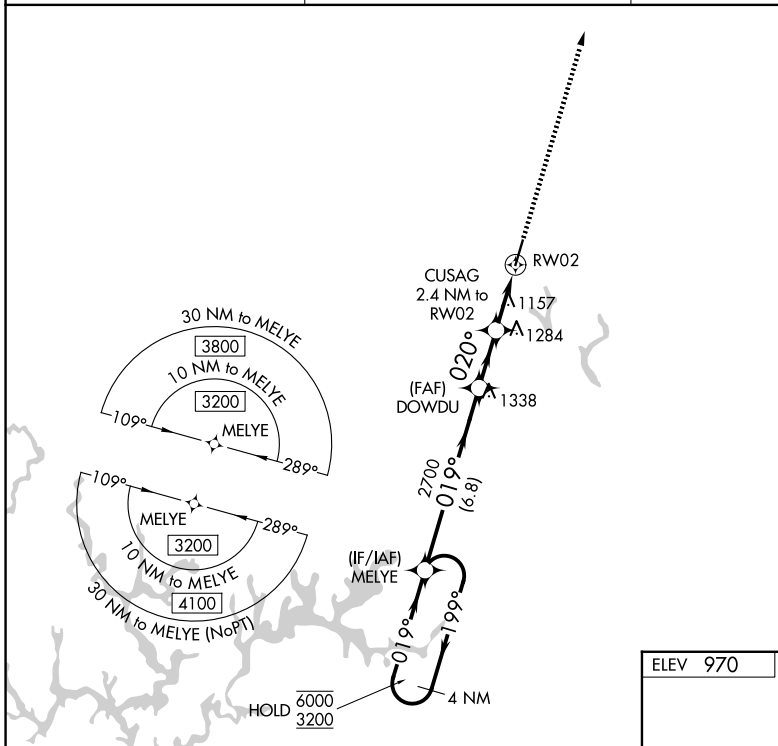 RW02
CUSAG
2.4 NM to
RW02
1157
1284
020°
(FAF)
DOWDU
1338
30 NM to MELYE
3800
10 NM to MELYE
3200
109°
MELYE
289°
2700
019°
(6.8)
109°
MELYE
289°
3200
10 NM to MELYE
4100
30 NM to MELYE (NoPT)
(IF/IAF)
MELYE
019°
199°
4 NM
HOLD
6000
3200
ELEV 970